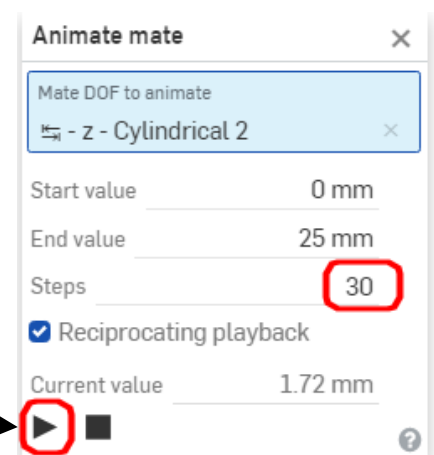 Animate mate ×
Mate DOF to animate
- z - Cylindrical 2 ×
Start value 0 mm
End value 25 mm
Steps 30
Reciprocating playback
Current value 1.72 mm
?